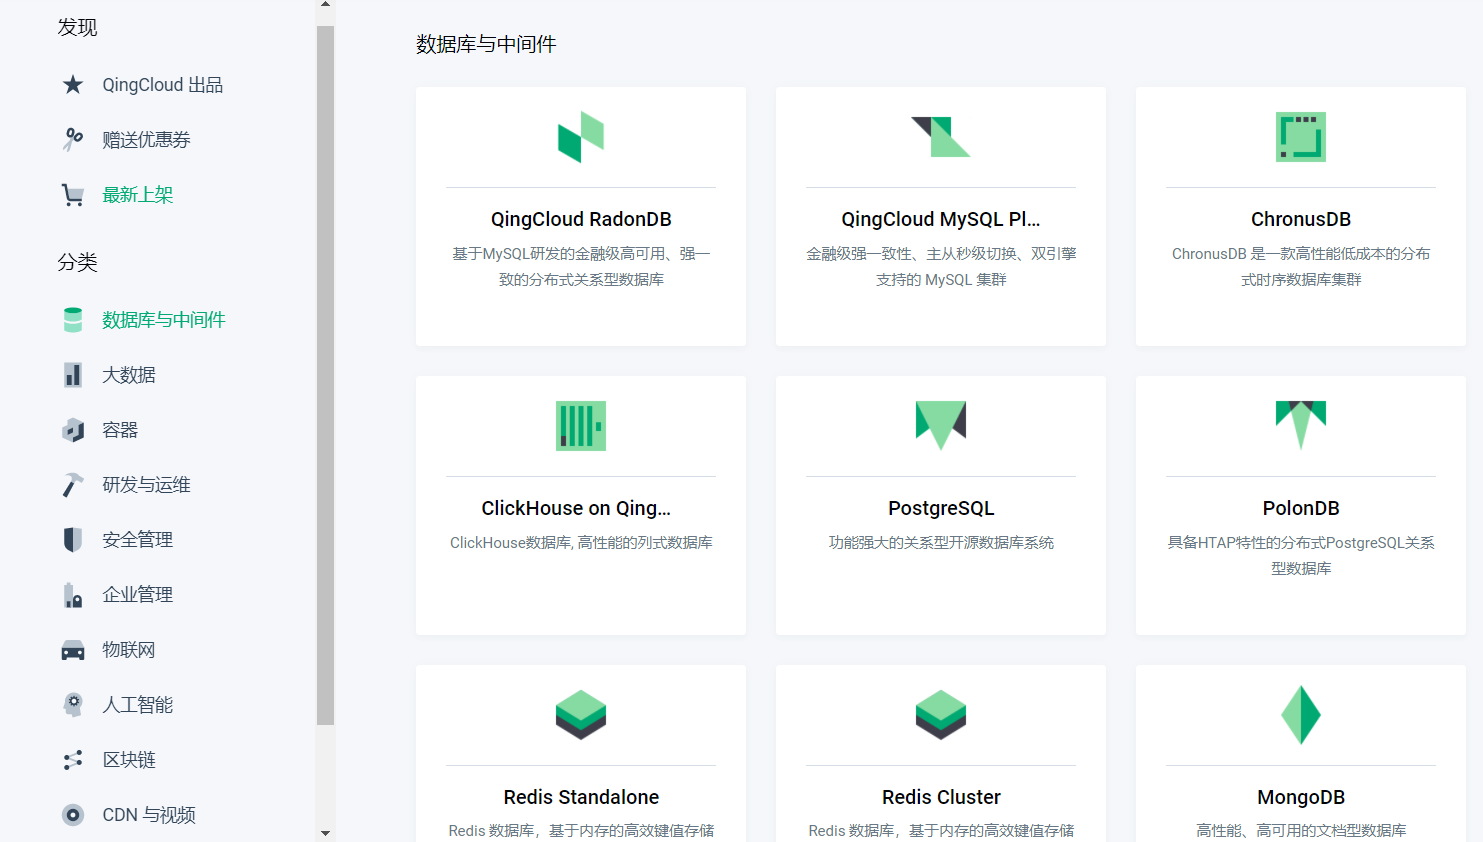 发现
QingCloud 出品
赠送优惠券
最新上架
分类
数据库与中间件
大数据
容器
研发与运维
安全管理
企业管理
物联网
人工智能
区块链
CDN 与视频
数据库与中间件
QingCloud RadonDB
基于MySQL研发的金融级高可用、强一
致的分布式关系型数据库
QingCloud MySQL Pl...
金融级强一致性、主从秒级切换、双引擎
支持的 MySQL 集群
ChronusDB
ChronusDB 是一款高性能低成本的分布
式时序数据库集群
ClickHouse on Qing...
ClickHouse数据库, 高性能的列式数据库
PostgreSQL
功能强大的关系型开源数据库系统
PolonDB
具备HTAP特性的分布式PostgreSQL关系
型数据库
Redis Standalone
Redis 数据库，基于内存的高效键值存储
Redis Cluster
Redis 数据库，基于内存的高效键值存储
MongoDB
高性能、高可用的文档型数据库